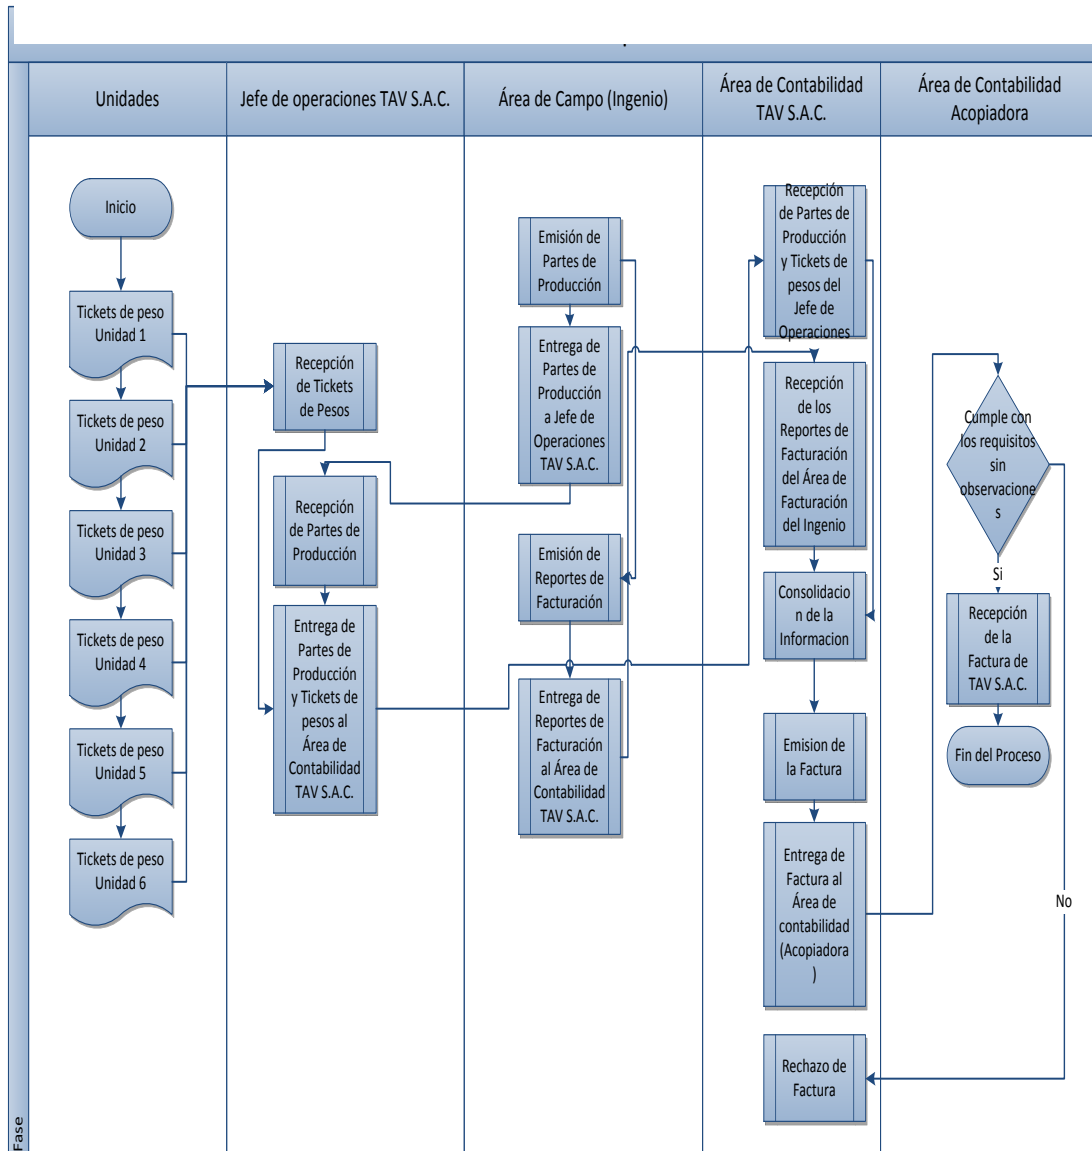 Unidades
Jefe de operaciones TAV S.A.C.
Área de Campo (Ingenio)
Área de Contabilidad
TAV S.A.C.
Área de Contabilidad
Acopiadora
Inicio
Tickets de peso
Unidad 1
Tickets de peso
Unidad 2
Tickets de peso
Unidad 3
Tickets de peso
Unidad 4
Tickets de peso
Unidad 5
Tickets de peso
Unidad 6
Recepción
de Tickets
de Pesos
Recepción
de Partes de
Producción
Entrega de
Partes de
Producción
y Tickets de
pesos al
Área de
Contabilidad
TAV S.A.C.
Emisión de
Partes de
Producción
Entrega de
Partes de
Producción
a Jefe de
Operaciones
TAV S.A.C.
Emisión de
Reportes de
Facturación
Entrega de
Reportes de
Facturación
al Área de
Contabilidad
TAV S.A.C.
Recepción
de Partes de
Producción
y Tickets de
pesos del
Jefe de
Operaciones
Recepción
de los
Reportes de
Facturación
del Área de
Facturación
del Ingenio
Consolidacio
n de la
Informacion
Emision de
la Factura
Entrega de
Factura al
Área de
contabilidad
(Acopiadora
)
Rechazo de
Factura
Cumple con
los requisitos
sin
observacione
s
Si
Recepción
de la
Factura de
TAV S.A.C.
Fin del Proceso
No
Fase